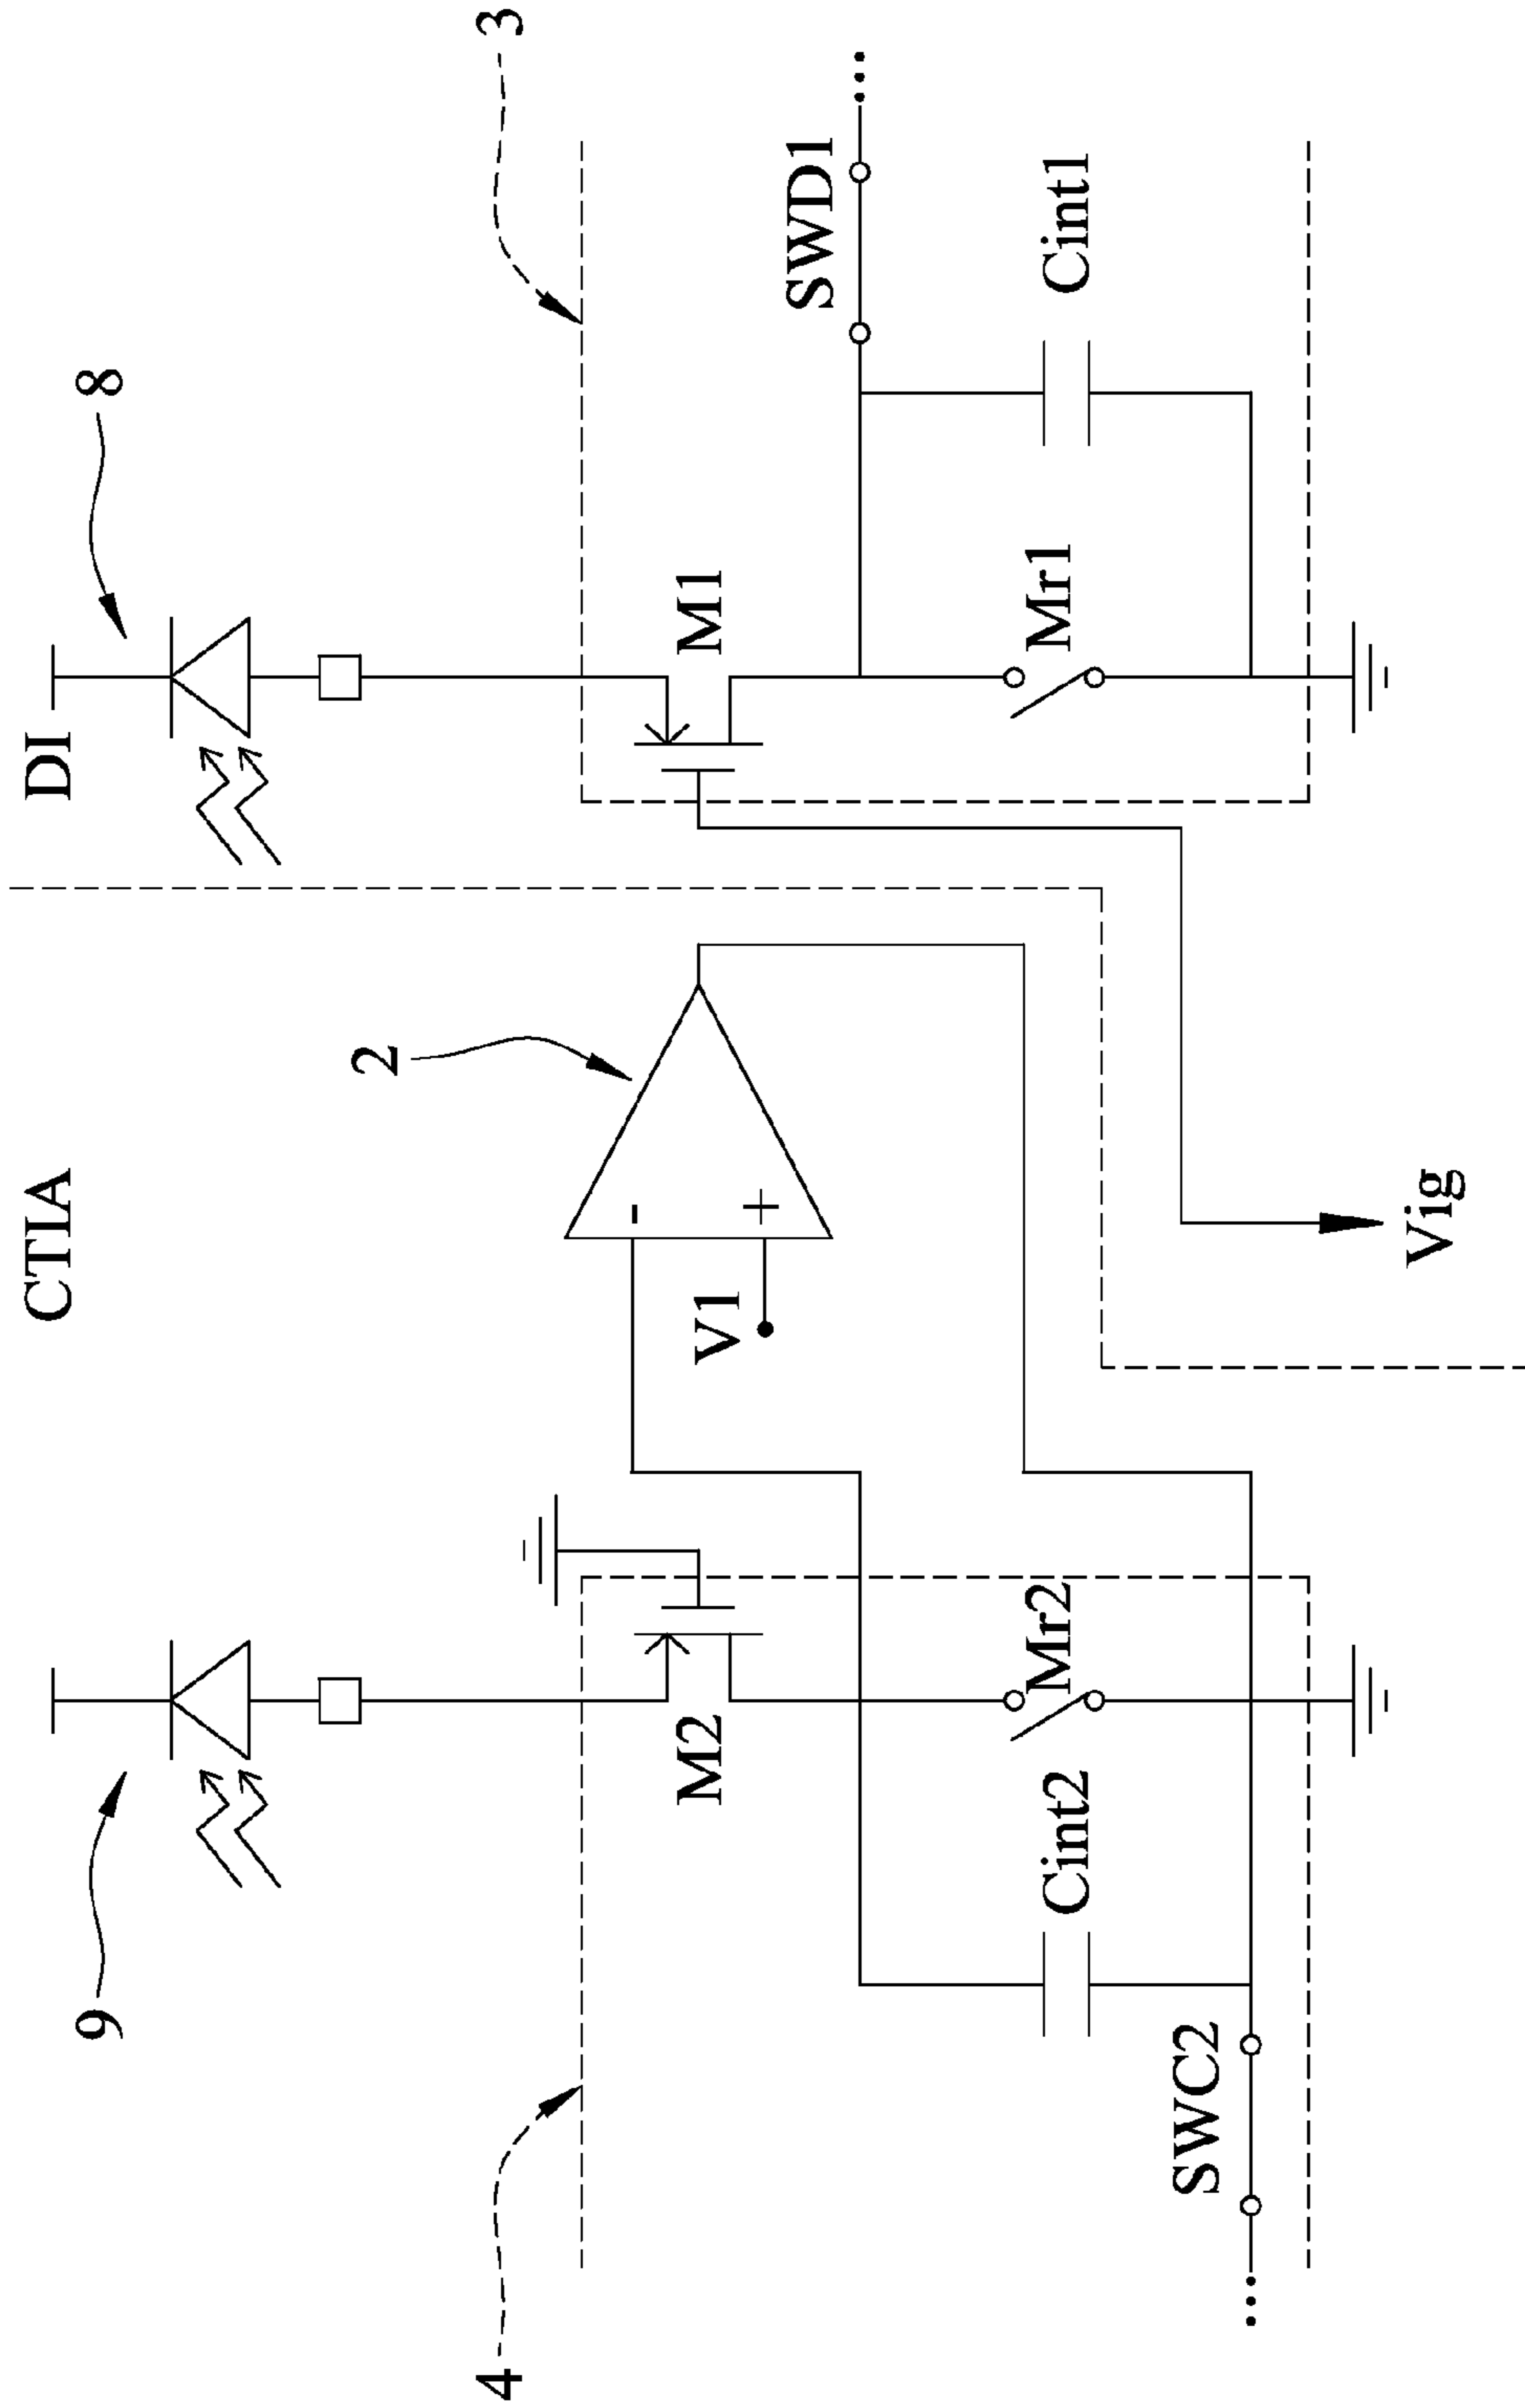 CTIA
DI
9
8
4
2
3
M2
M1
-
+
V1
SWD1
Cint2
Mr2
Mr1
Cint1
SWC2
Vig